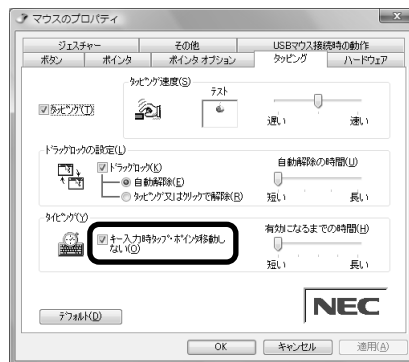 マウスのプロパティ
ジェスチャー その他 USBマウス接続時の動作
ボタン ポインタ ポインタ オプション タッピング ハードウェア
タッピング速度(S)
テスト
タッピング(T)
遅い 速い
ドラッグロックの設定(L)
ドラッグロック(K)
自動解除の時間(U)
自動解除(E)
タッピング又はクリックで解除(R)
短い 長い
タイピング(Y)
キー入力時タップ・ポインタ移動し
ない(O)
有効になるまでの時間(H)
短い 長い
デフォルト(D)
NEC
OK キャンセル 適用(A)